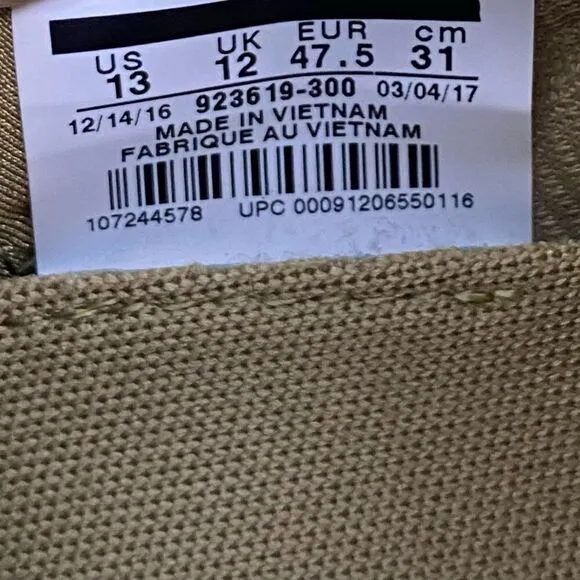 US UK EUR cm
13 12 47.5 31
12/14/16 923619-300 03/04/17
MADE IN VIETNAM
FABRIQUE AU VIETNAM
107244578 UPC 00091206550116